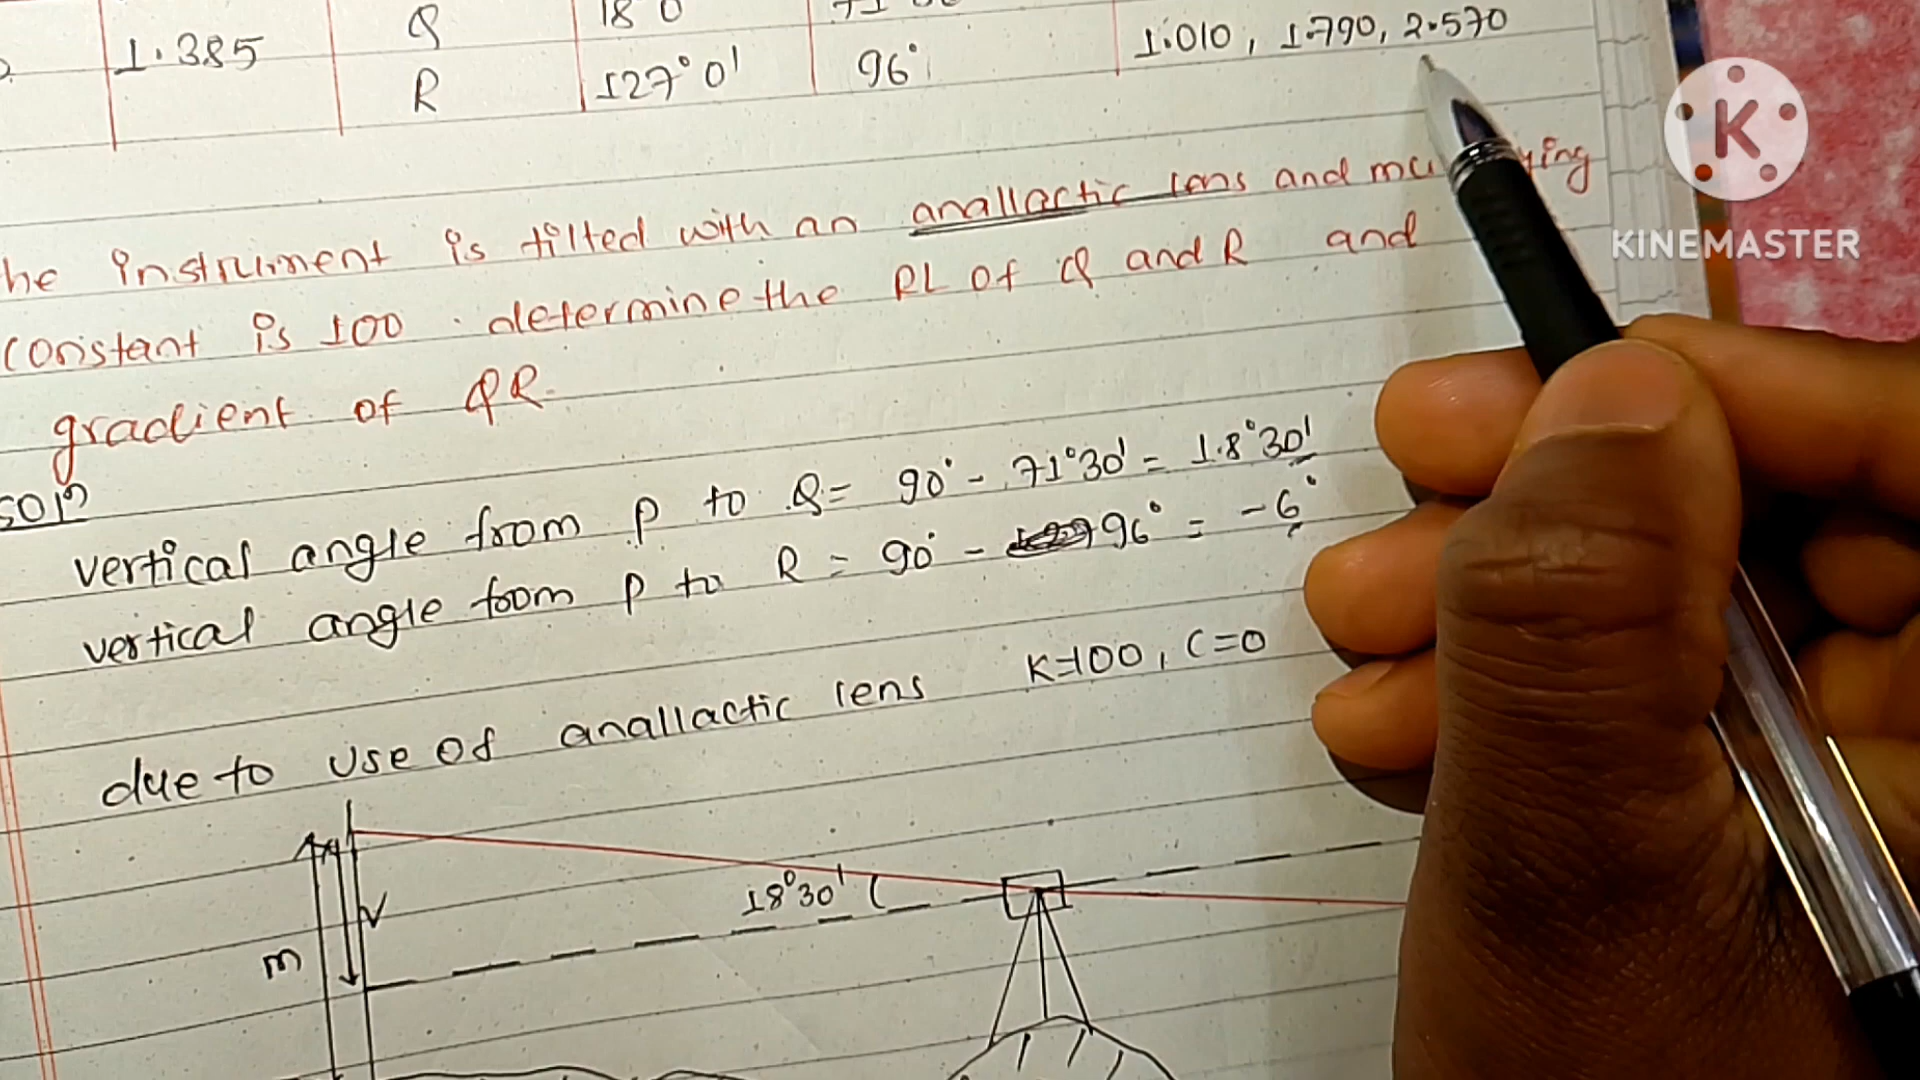 Q 18°0'
1.385 R 127°0' 96° 1.010, 1.790, 2.570
he instrument is tilted with an anallactic lens and
constant is 100. determine the RL of Q and R and
gradient of QR.
Soln
vertical angle from P to Q = 90° - 71°30' = 18°30'
vertical angle from P to R = 90° - 96° = -6°
due to use of anallactic lens K=100, C=0
18°30'
V
m
K
KINEMASTER